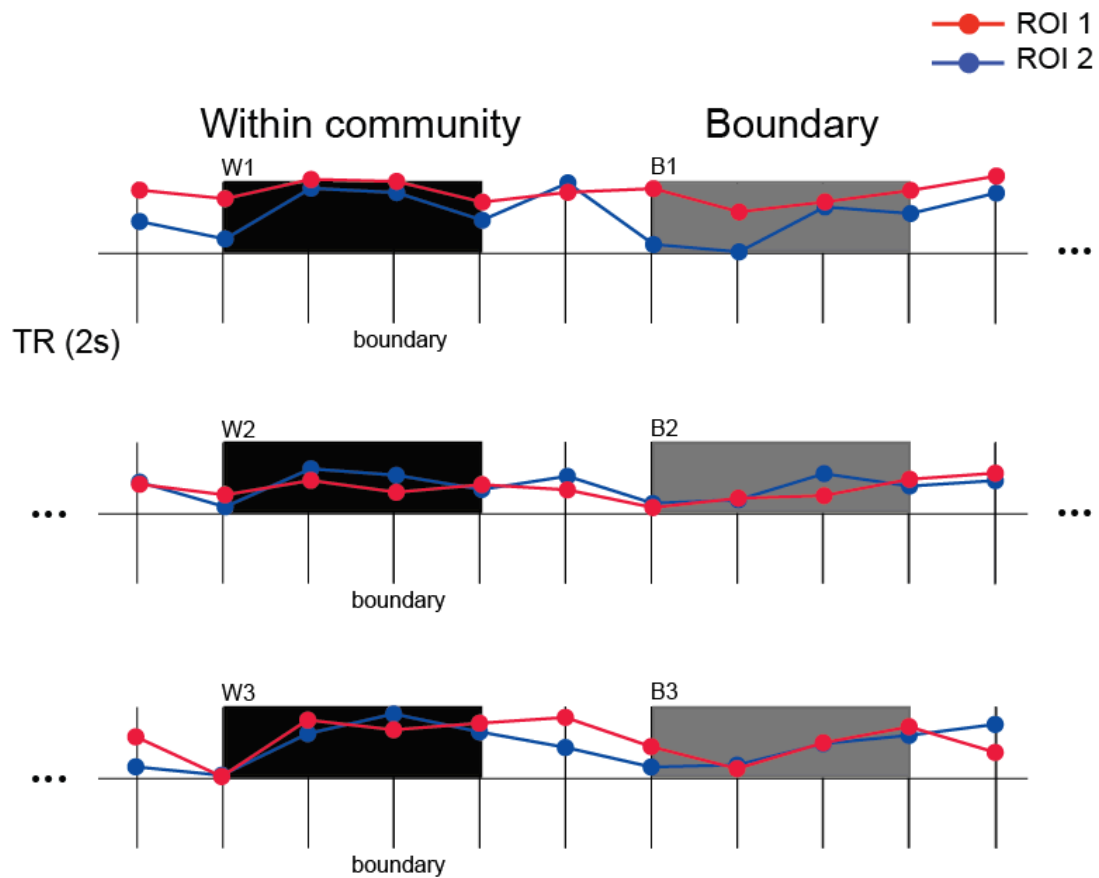 ROI 1
ROI 2
Within community
Boundary
W1
B1
...
boundary
TR (2s)
W2
B2
...
...
boundary
W3
B3
...
boundary